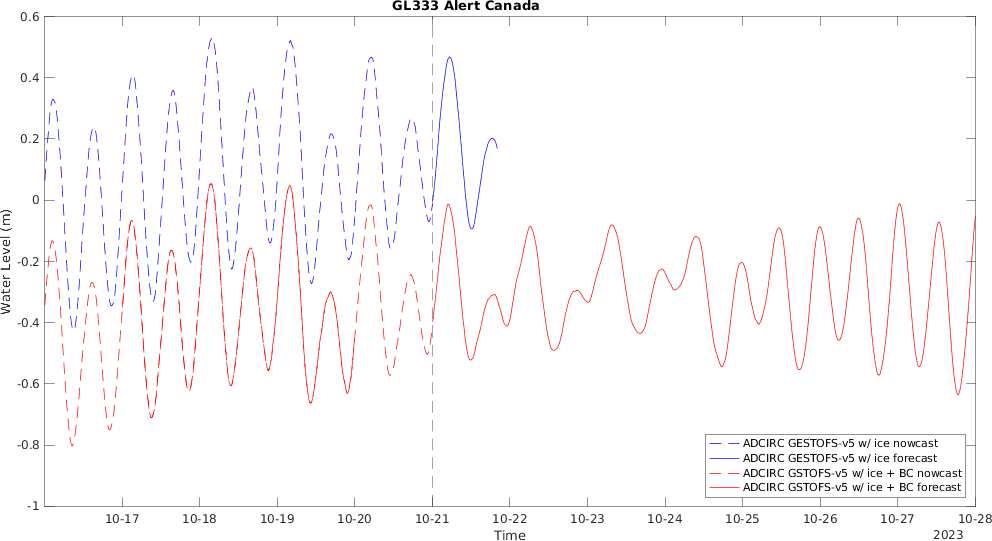 GL333 Alert Canada
0.6
0.4
0.2
0
-0.2
-0.4
-0.6
-0.8
-1
Water Level (m)
10-17 10-18 10-19 10-20 10-21 10-22 10-23 10-24 10-25 10-26 10-27 10-28
Time
2023
ADCIRC GESTOFS-v5 w/ ice nowcast
ADCIRC GESTOFS-v5 w/ ice forecast
ADCIRC GSTOFS-v5 w/ ice + BC nowcast
ADCIRC GSTOFS-v5 w/ ice + BC forecast